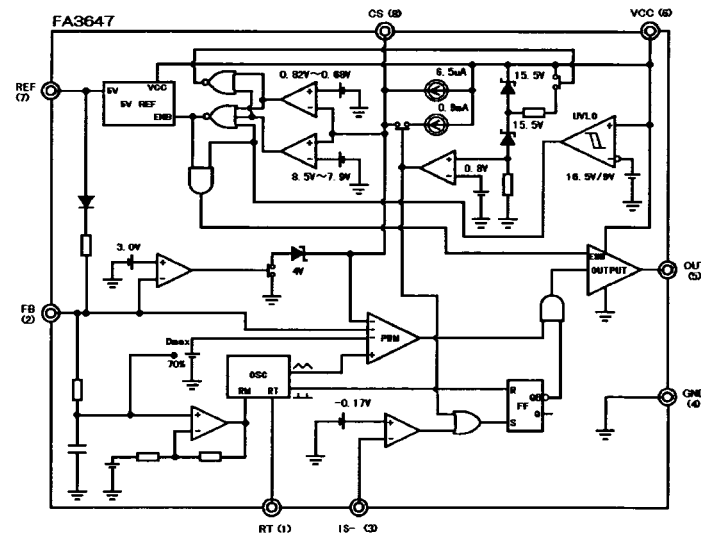 FA3647
CS (8)
VCC (6)
REF
(7)
5V
VCC
5V REF
ENB
0.82V～0.68V
8.5V～7.9V
6.5uA
0.9mA
15.5V
15.5V
UVLO
16.5V/9V
0.8V
3.0V
4V
ENB
OUTPUT
OUT
(5)
FB
(2)
Dmax
70%
PWM
OSC
RM RT
-0.17V
R
QB
FF
Q
S
GND
(4)
RT (1)
IS- (3)